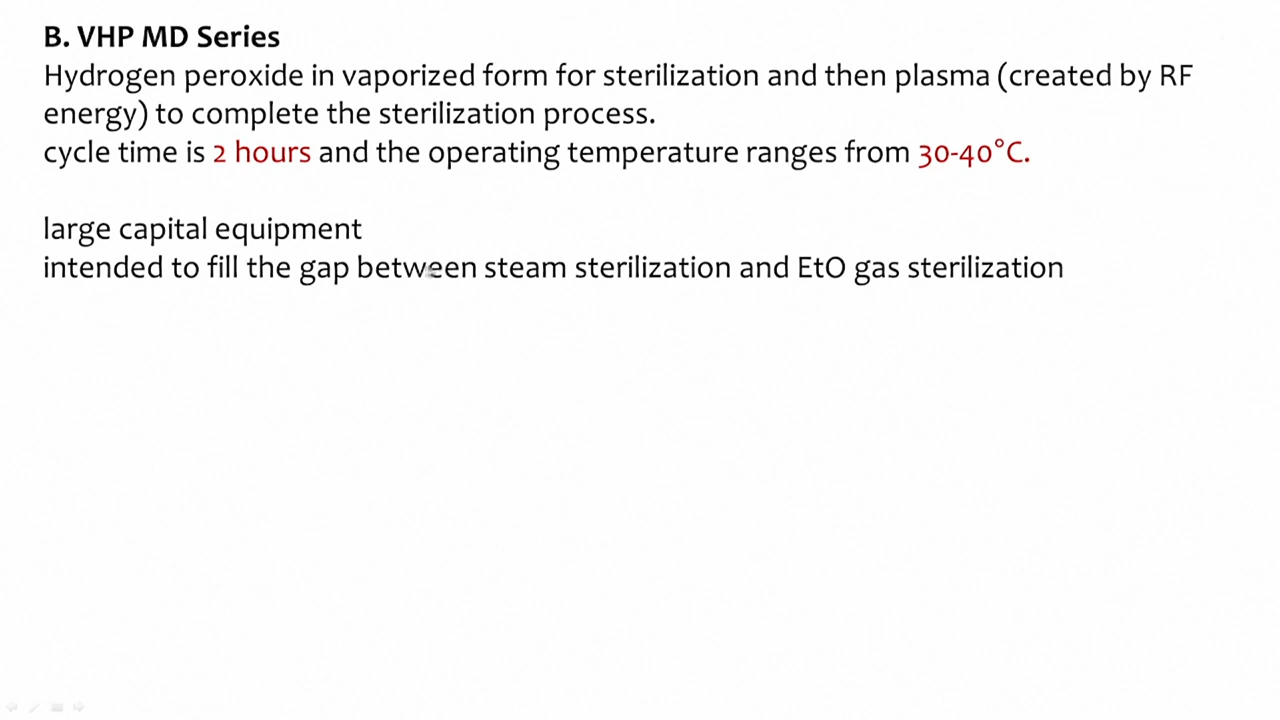 B. VHP MD Series
Hydrogen peroxide in vaporized form for sterilization and then plasma (created by RF
energy) to complete the sterilization process.
cycle time is 2 hours and the operating temperature ranges from 30-40°C.
large capital equipment
intended to fill the gap between steam sterilization and EtO gas sterilization